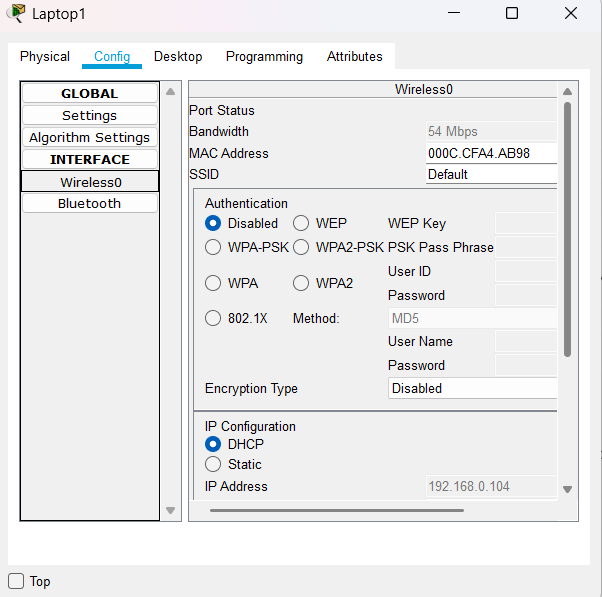 Laptop1
Physical Config Desktop Programming Attributes
GLOBAL
Settings
Algorithm Settings
INTERFACE
Wireless0
Bluetooth
Wireless0
Port Status
Bandwidth 54 Mbps
MAC Address 000C.CFA4.AB98
SSID Default
Authentication
Disabled WEP WEP Key
WPA-PSK WPA2-PSK PSK Pass Phrase
User ID
WPA WPA2
Password
802.1X Method: MD5
User Name
Password
Encryption Type Disabled
IP Configuration
DHCP
Static
IP Address 192.168.0.104
Top